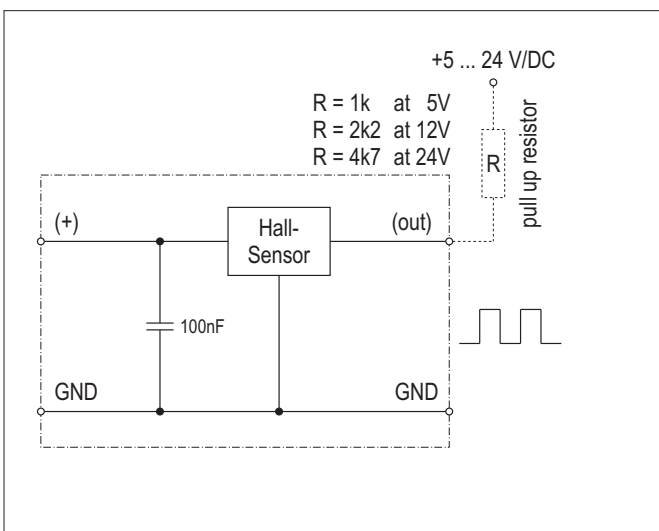 +5 ... 24 V/DC
R = 1k at 5V
R = 2k2 at 12V
R = 4k7 at 24V
R
pull up resistor
(+)
Hall-
Sensor
(out)
100nF
GND
GND